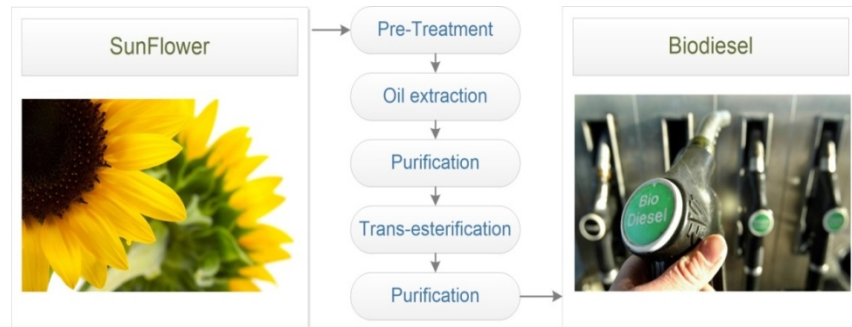 SunFlower
Pre-Treatment
Oil extraction
Purification
Trans-esterification
Purification
Biodiesel
Bio
Diesel